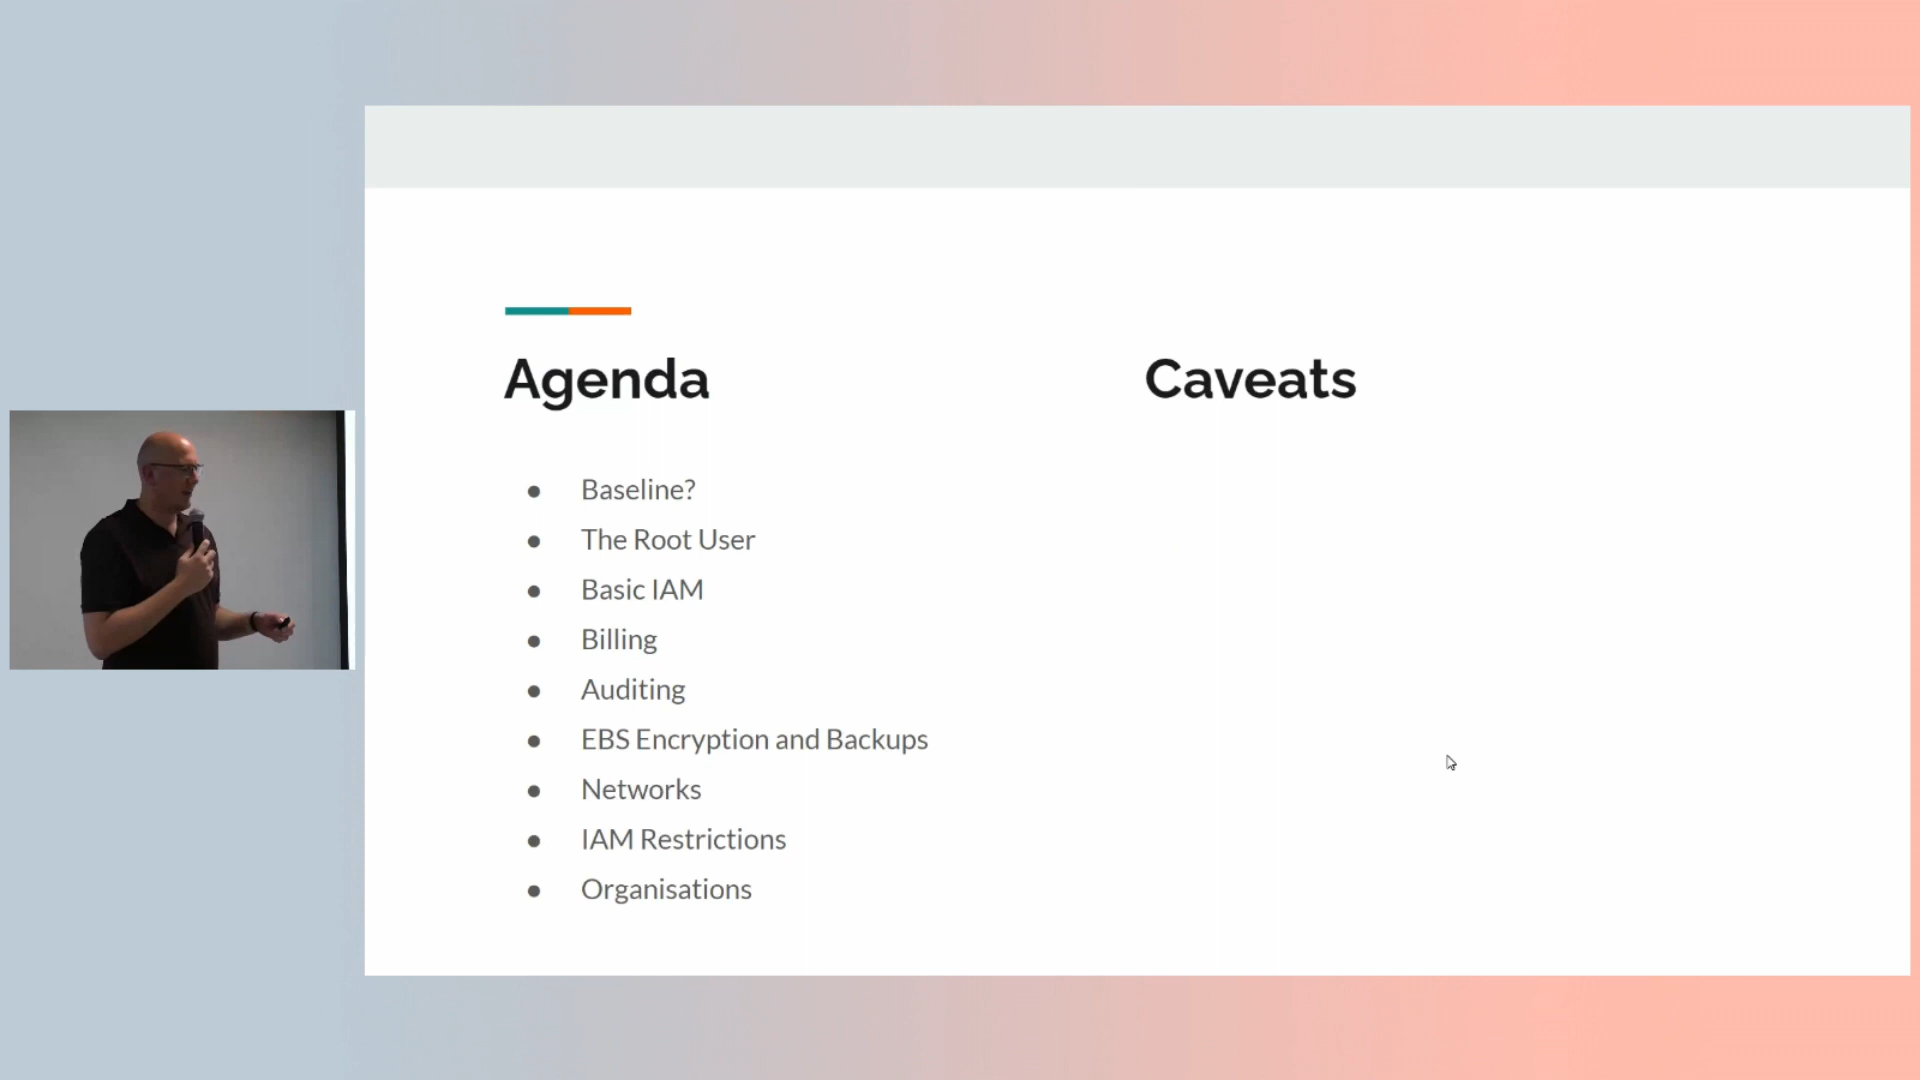 Agenda
Caveats
Baseline?
The Root User
Basic IAM
Billing
Auditing
EBS Encryption and Backups
Networks
IAM Restrictions
Organisations